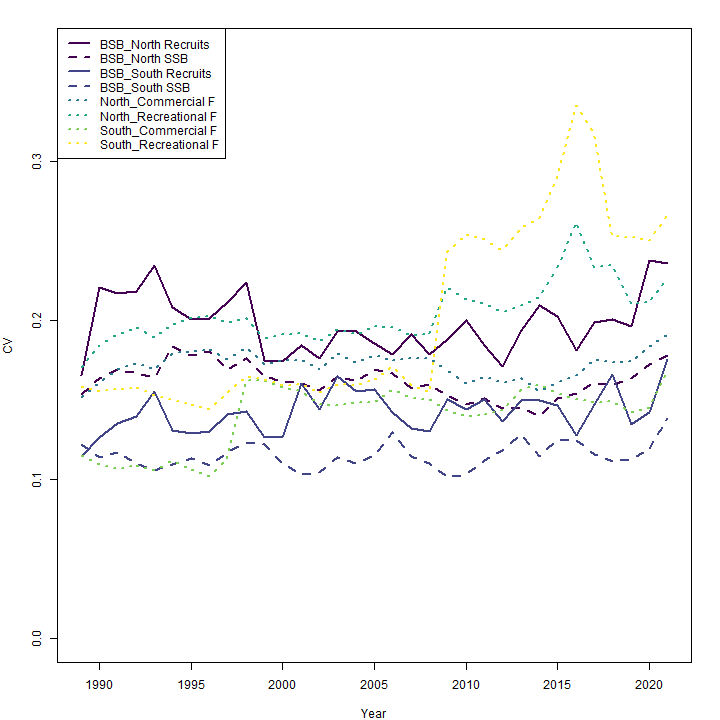 BSB_North Recruits
BSB_North SSB
BSB_South Recruits
BSB_South SSB
North_Commercial F
North_Recreational F
South_Commercial F
South_Recreational F
0.3
0.2
CV
0.1
0.0
1990 1995 2000 2005 2010 2015 2020
Year